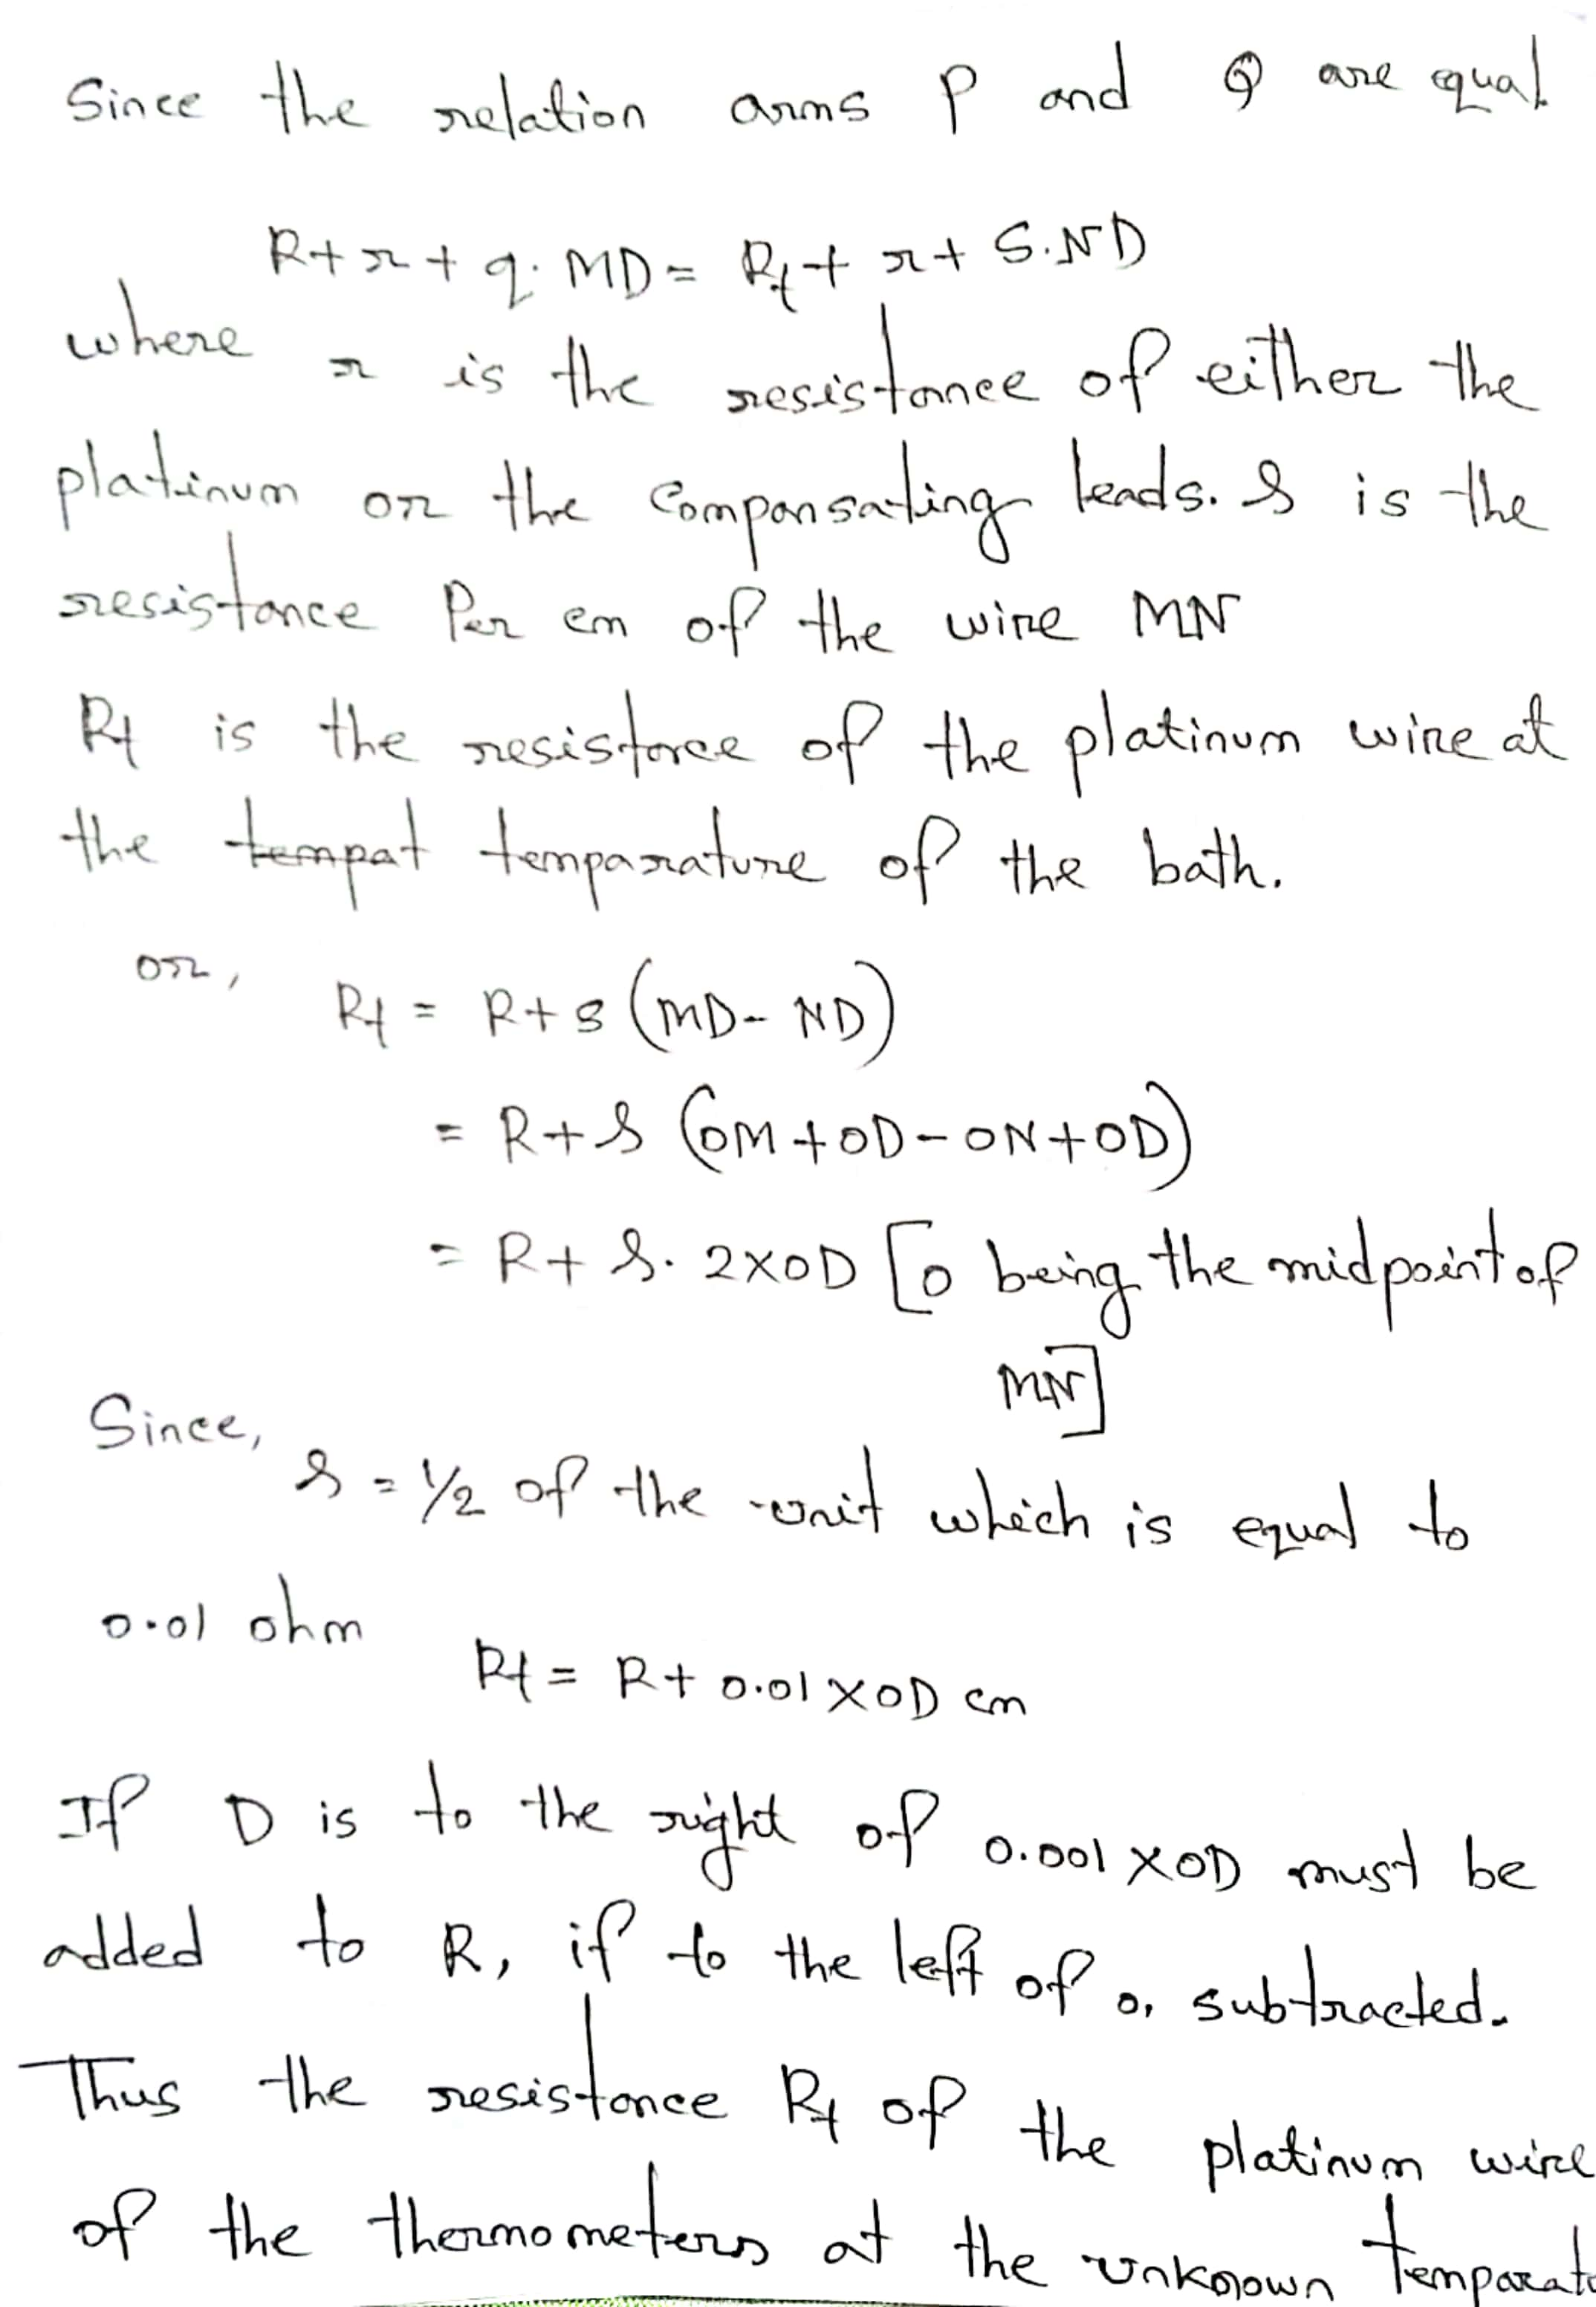 Since the relation arms P and Q are equal
R+r+q.MD= Rt+ r+ S.ND
where r is the resistance of either the
platinum or the compansating leads. S is the
resistance Per cm of the wire MN
Rt is the resistance of the platinum wire at
the tempat temparature of the bath.
or, Rt = R+s (MD- ND)
= R+S (OM+OD-ON+OD)
= R+ S. 2×OD [O being the midpoint of
MN]
Since, S = 1/2 of the unit which is equal to
0.01 ohm
Rt = R+ 0.01×OD cm
If D is to the right of 0.001×OD must be
added to R, if to the left of o, subtracted.
Thus the resistance Rt of the platinum wire
of the thermometers at the unknown temparatu